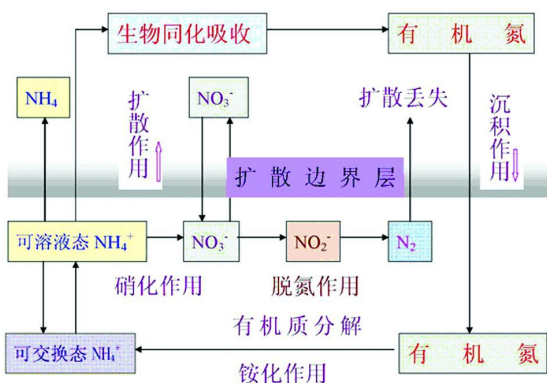 生物同化吸收
有 机 氮
NH4
扩散作用
NO3-
扩散丢失
沉积作用
扩 散 边 界 层
可溶液态 NH4+
NO3-
NO2-
N2
硝化作用
脱氮作用
有机质分解
可交换态 NH4+
有 机 氮
铵化作用